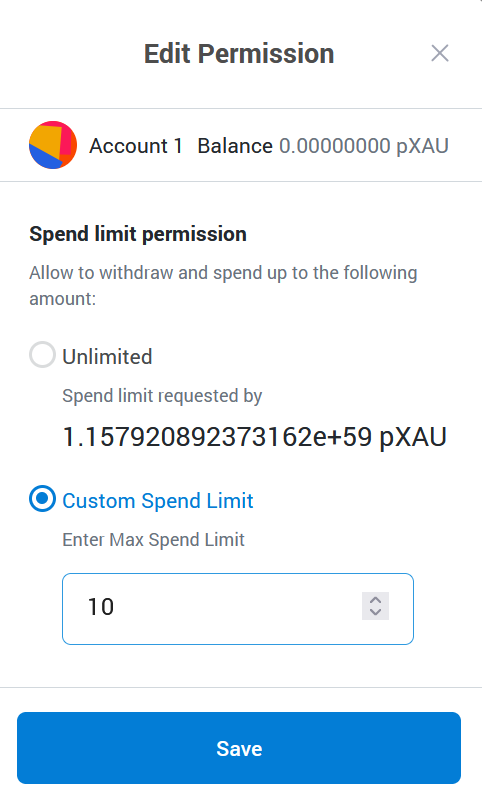 Edit Permission
Account 1 Balance 0.00000000 pXAU
Spend limit permission
Allow to withdraw and spend up to the following
amount:
Unlimited
Spend limit requested by
1.157920892373162e+59 pXAU
Custom Spend Limit
Enter Max Spend Limit
10
Save